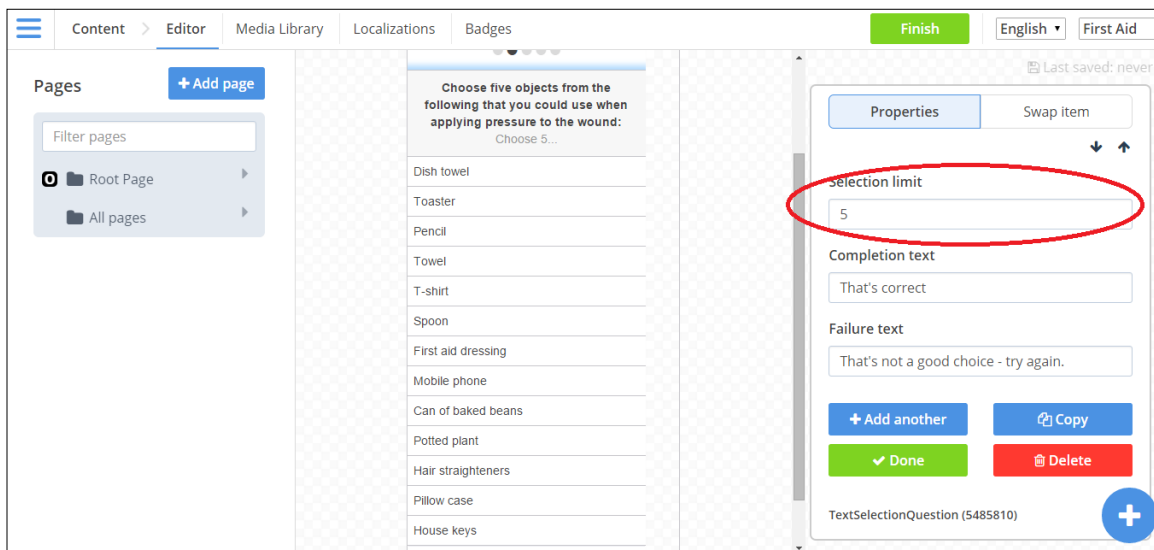 Content Editor Media Library Localizations Badges Finish English First Aid
Last saved: never
Pages
+ Add page
Filter pages
Root Page
All pages
Choose five objects from the
following that you could use when
applying pressure to the wound:
Choose 5...
Dish towel
Toaster
Pencil
Towel
T-shirt
Spoon
First aid dressing
Mobile phone
Can of baked beans
Potted plant
Hair straighteners
Pillow case
House keys
Properties Swap item
Selection limit
5
Completion text
That's correct
Failure text
That's not a good choice - try again.
+ Add another Copy
Done Delete
TextSelectionQuestion (5485810)